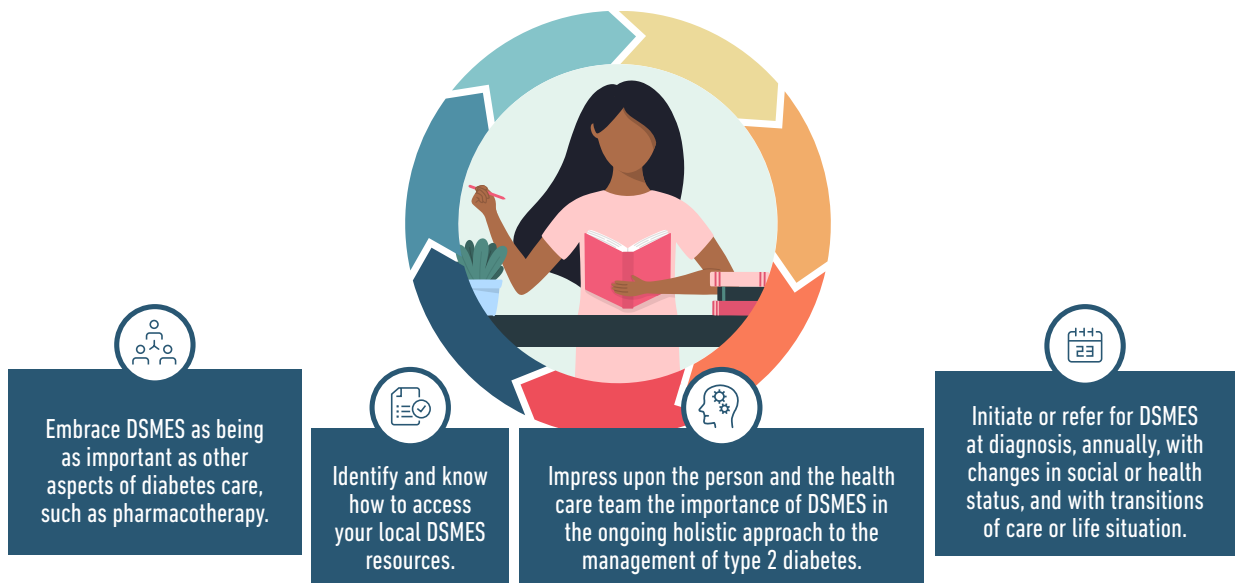 Embrace DSMES as being
as important as other
aspects of diabetes care,
such as pharmacotherapy.
Identify and know
how to access
your local DSMES
resources.
Impress upon the person and the health
care team the importance of DSMES in
the ongoing holistic approach to the
management of type 2 diabetes.
23
Initiate or refer for DSMES
at diagnosis, annually, with
changes in social or health
status, and with transitions
of care or life situation.